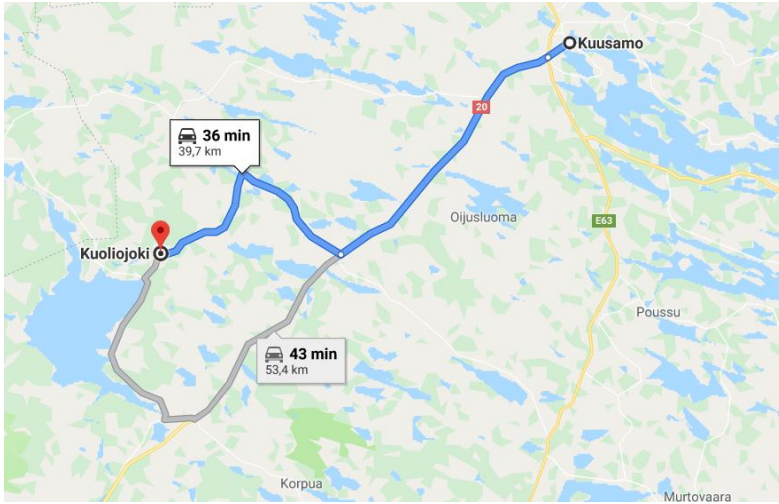 Kuusamo
20
36 min
39,7 km
Oijusluoma
E63
Kuoliojoki
Poussu
43 min
53,4 km
Korpua
Murtovaara